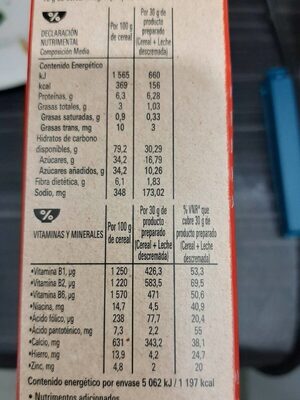 DECLARACIÓN NUTRIMENTAL Composición Media Por 100 g de cereal Por 30 g de producto preparado (Cereal + Leche descremada)
Contenido Energético
kJ 1 565 660
kcal 369 156
Proteínas, g 6,3 6,28
Grasas totales, g 3 1,03
Grasas saturadas, g 0,9 0,33
Grasas trans, mg 10 3
Hidratos de carbono
disponibles, g 79,2 30,29
Azúcares, g 34,2 -16,79
Azúcares añadidos, g 34,2 10,26
Fibra dietética, g 6,1 1,83
Sodio, mg 348 173,02
VITAMINAS Y MINERALES Por 100 g de cereal Por 30 g de producto preparado (Cereal + Leche descremada) % VNR* que cubre 30 g de producto preparado (Cereal + Leche descremada)
•Vitamina B1, µg 1 250 426,3 53,3
•Vitamina B2, µg 1 220 583,5 69,5
•Vitamina B6, µg 1 570 471 50,6
•Niacina, mg 14,7 4,5 40,9
•Ácido fólico, µg 238 77,7 20,4
•Ácido pantoténico, mg 7,3 2,2 55
•Calcio, mg 631 343,2 38,1
•Hierro, mg 13,9 4,2 24,7
•Zinc, mg 4,8 2 20
Contenido energético por envase 5 062 kJ / 1 197 kcal
• Nutrimentos adicionados